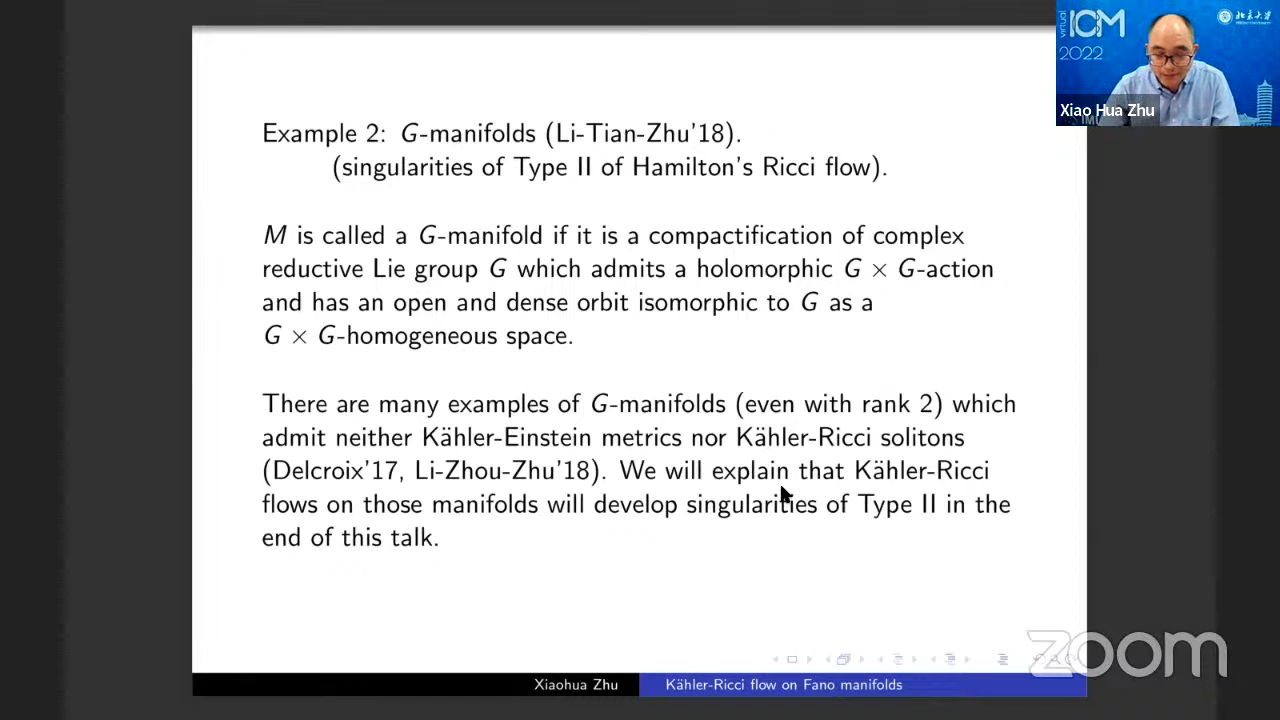 virtual
ICM
2022
北京大学
Xiao Hua Zhu
Example 2: G-manifolds (Li-Tian-Zhu'18).
(singularities of Type II of Hamilton's Ricci flow).
M is called a G-manifold if it is a compactification of complex
reductive Lie group G which admits a holomorphic G × G-action
and has an open and dense orbit isomorphic to G as a
G × G-homogeneous space.
There are many examples of G-manifolds (even with rank 2) which
admit neither Kähler-Einstein metrics nor Kähler-Ricci solitons
(Delcroix'17, Li-Zhou-Zhu'18). We will explain that Kähler-Ricci
flows on those manifolds will develop singularities of Type II in the
end of this talk.
zoom
Xiaohua Zhu
Kähler-Ricci flow on Fano manifolds